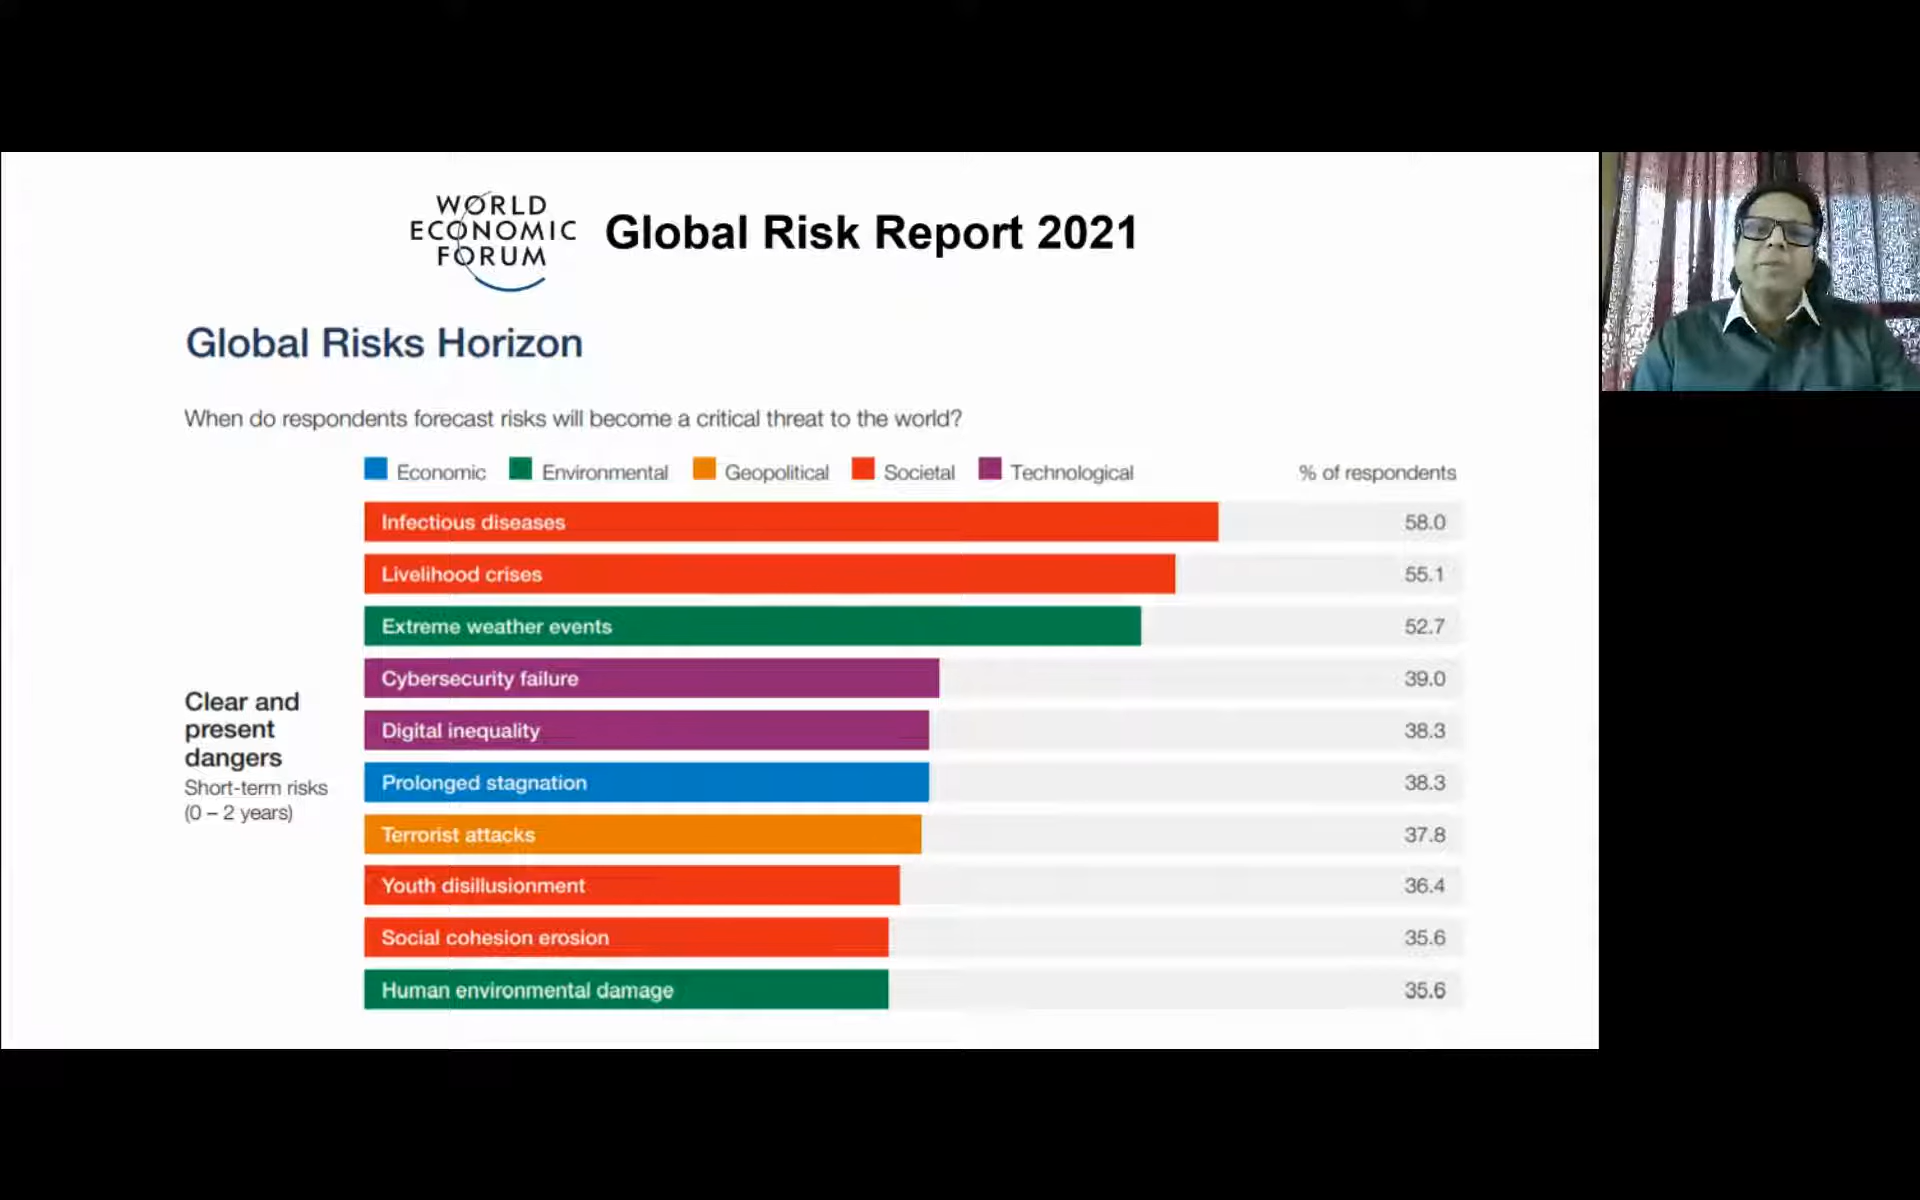 WORLD
ECONOMIC
FORUM
Global Risk Report 2021
Global Risks Horizon
When do respondents forecast risks will become a critical threat to the world?
Economic Environmental Geopolitical Societal Technological % of respondents
Infectious diseases 58.0
Livelihood crises 55.1
Extreme weather events 52.7
Cybersecurity failure 39.0
Digital inequality 38.3
Prolonged stagnation 38.3
Terrorist attacks 37.8
Youth disillusionment 36.4
Social cohesion erosion 35.6
Human environmental damage 35.6
Clear and
present
dangers
Short-term risks
(0 – 2 years)